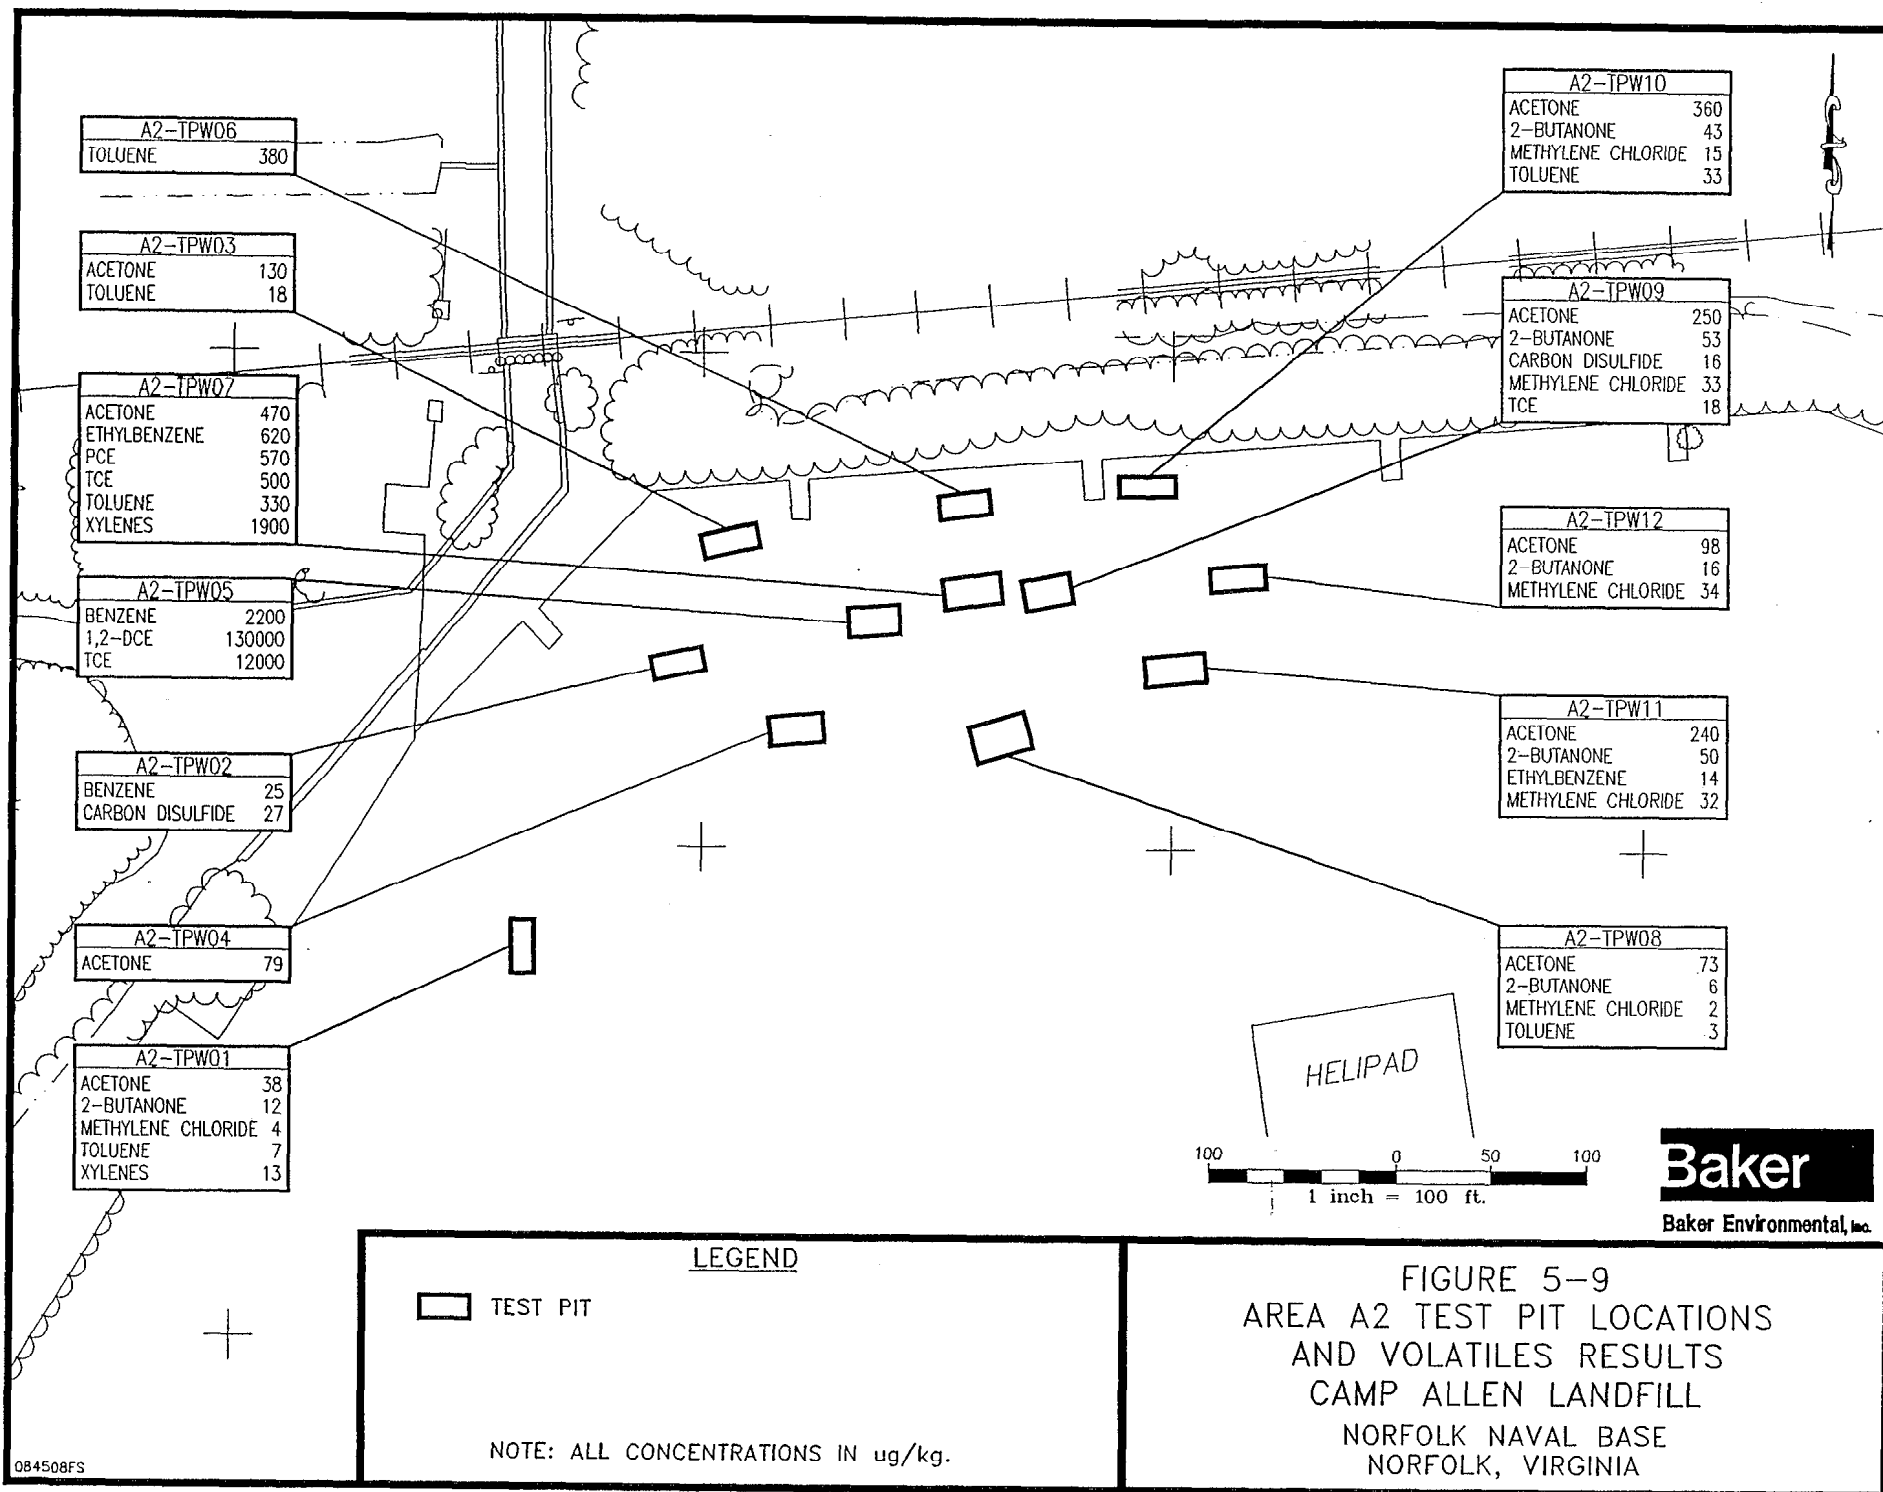 A2-TPW06
TOLUENE 380
A2-TPW03
ACETONE 130
TOLUENE 18
A2-TPW07
ACETONE 470
ETHYLBENZENE 620
PCE 570
TCE 500
TOLUENE 330
XYLENES 1900
A2-TPW05
BENZENE 2200
1,2-DCE 130000
TCE 12000
A2-TPW02
BENZENE 25
CARBON DISULFIDE 27
A2-TPW04
ACETONE 79
A2-TPW01
ACETONE 38
2-BUTANONE 12
METHYLENE CHLORIDE 4
TOLUENE 7
XYLENES 13
A2-TPW10
ACETONE 360
2-BUTANONE 43
METHYLENE CHLORIDE 15
TOLUENE 33
A2-TPW09
ACETONE 250
2-BUTANONE 53
CARBON DISULFIDE 16
METHYLENE CHLORIDE 33
TCE 18
A2-TPW12
ACETONE 98
2-BUTANONE 16
METHYLENE CHLORIDE 34
A2-TPW11
ACETONE 240
2-BUTANONE 50
ETHYLBENZENE 14
METHYLENE CHLORIDE 32
A2-TPW08
ACETONE 73
2-BUTANONE 6
METHYLENE CHLORIDE 2
TOLUENE 3
HELIPAD
100 0 50 100
1 inch = 100 ft.
Baker
Baker Environmental, Inc.
LEGEND
TEST PIT
NOTE: ALL CONCENTRATIONS IN ug/kg.
FIGURE 5-9
AREA A2 TEST PIT LOCATIONS
AND VOLATILES RESULTS
CAMP ALLEN LANDFILL
NORFOLK NAVAL BASE
NORFOLK, VIRGINIA
084508FS